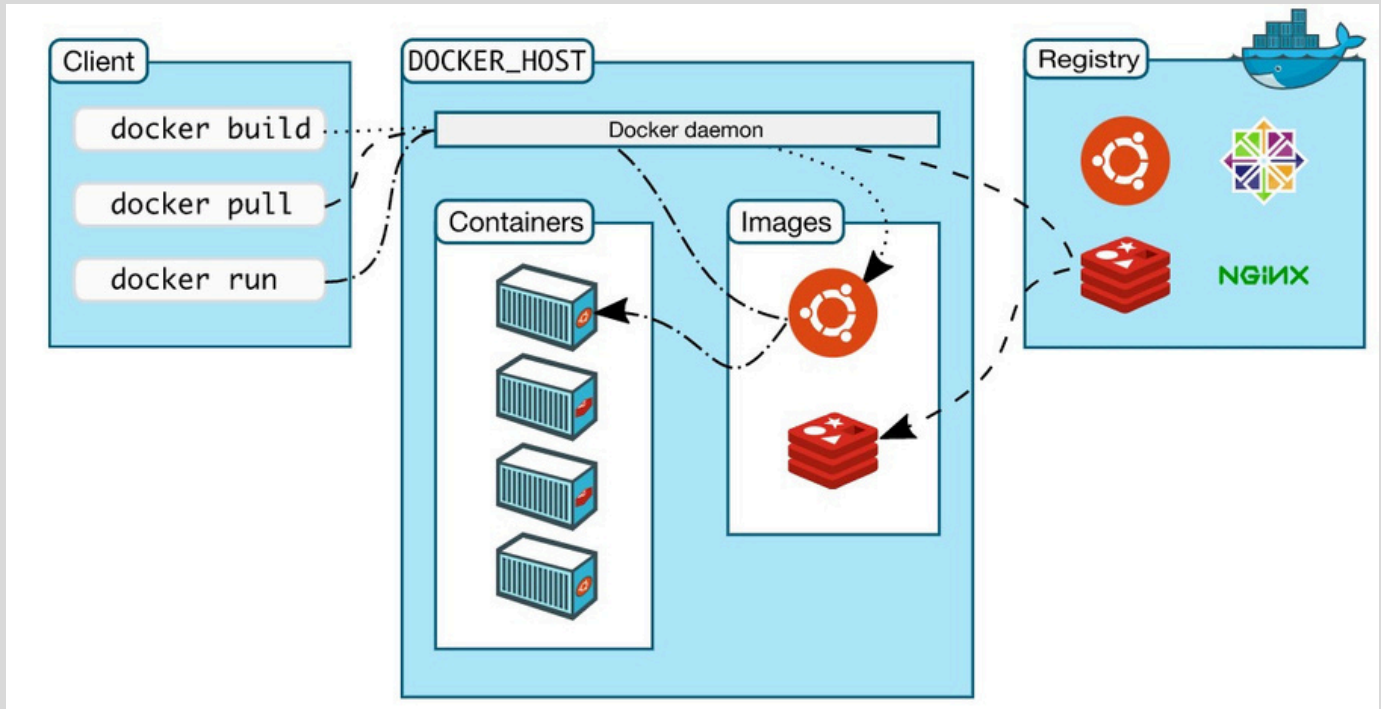 Client
docker build
docker pull
docker run
DOCKER_HOST
Docker daemon
Containers
Images
Registry
NGiNX